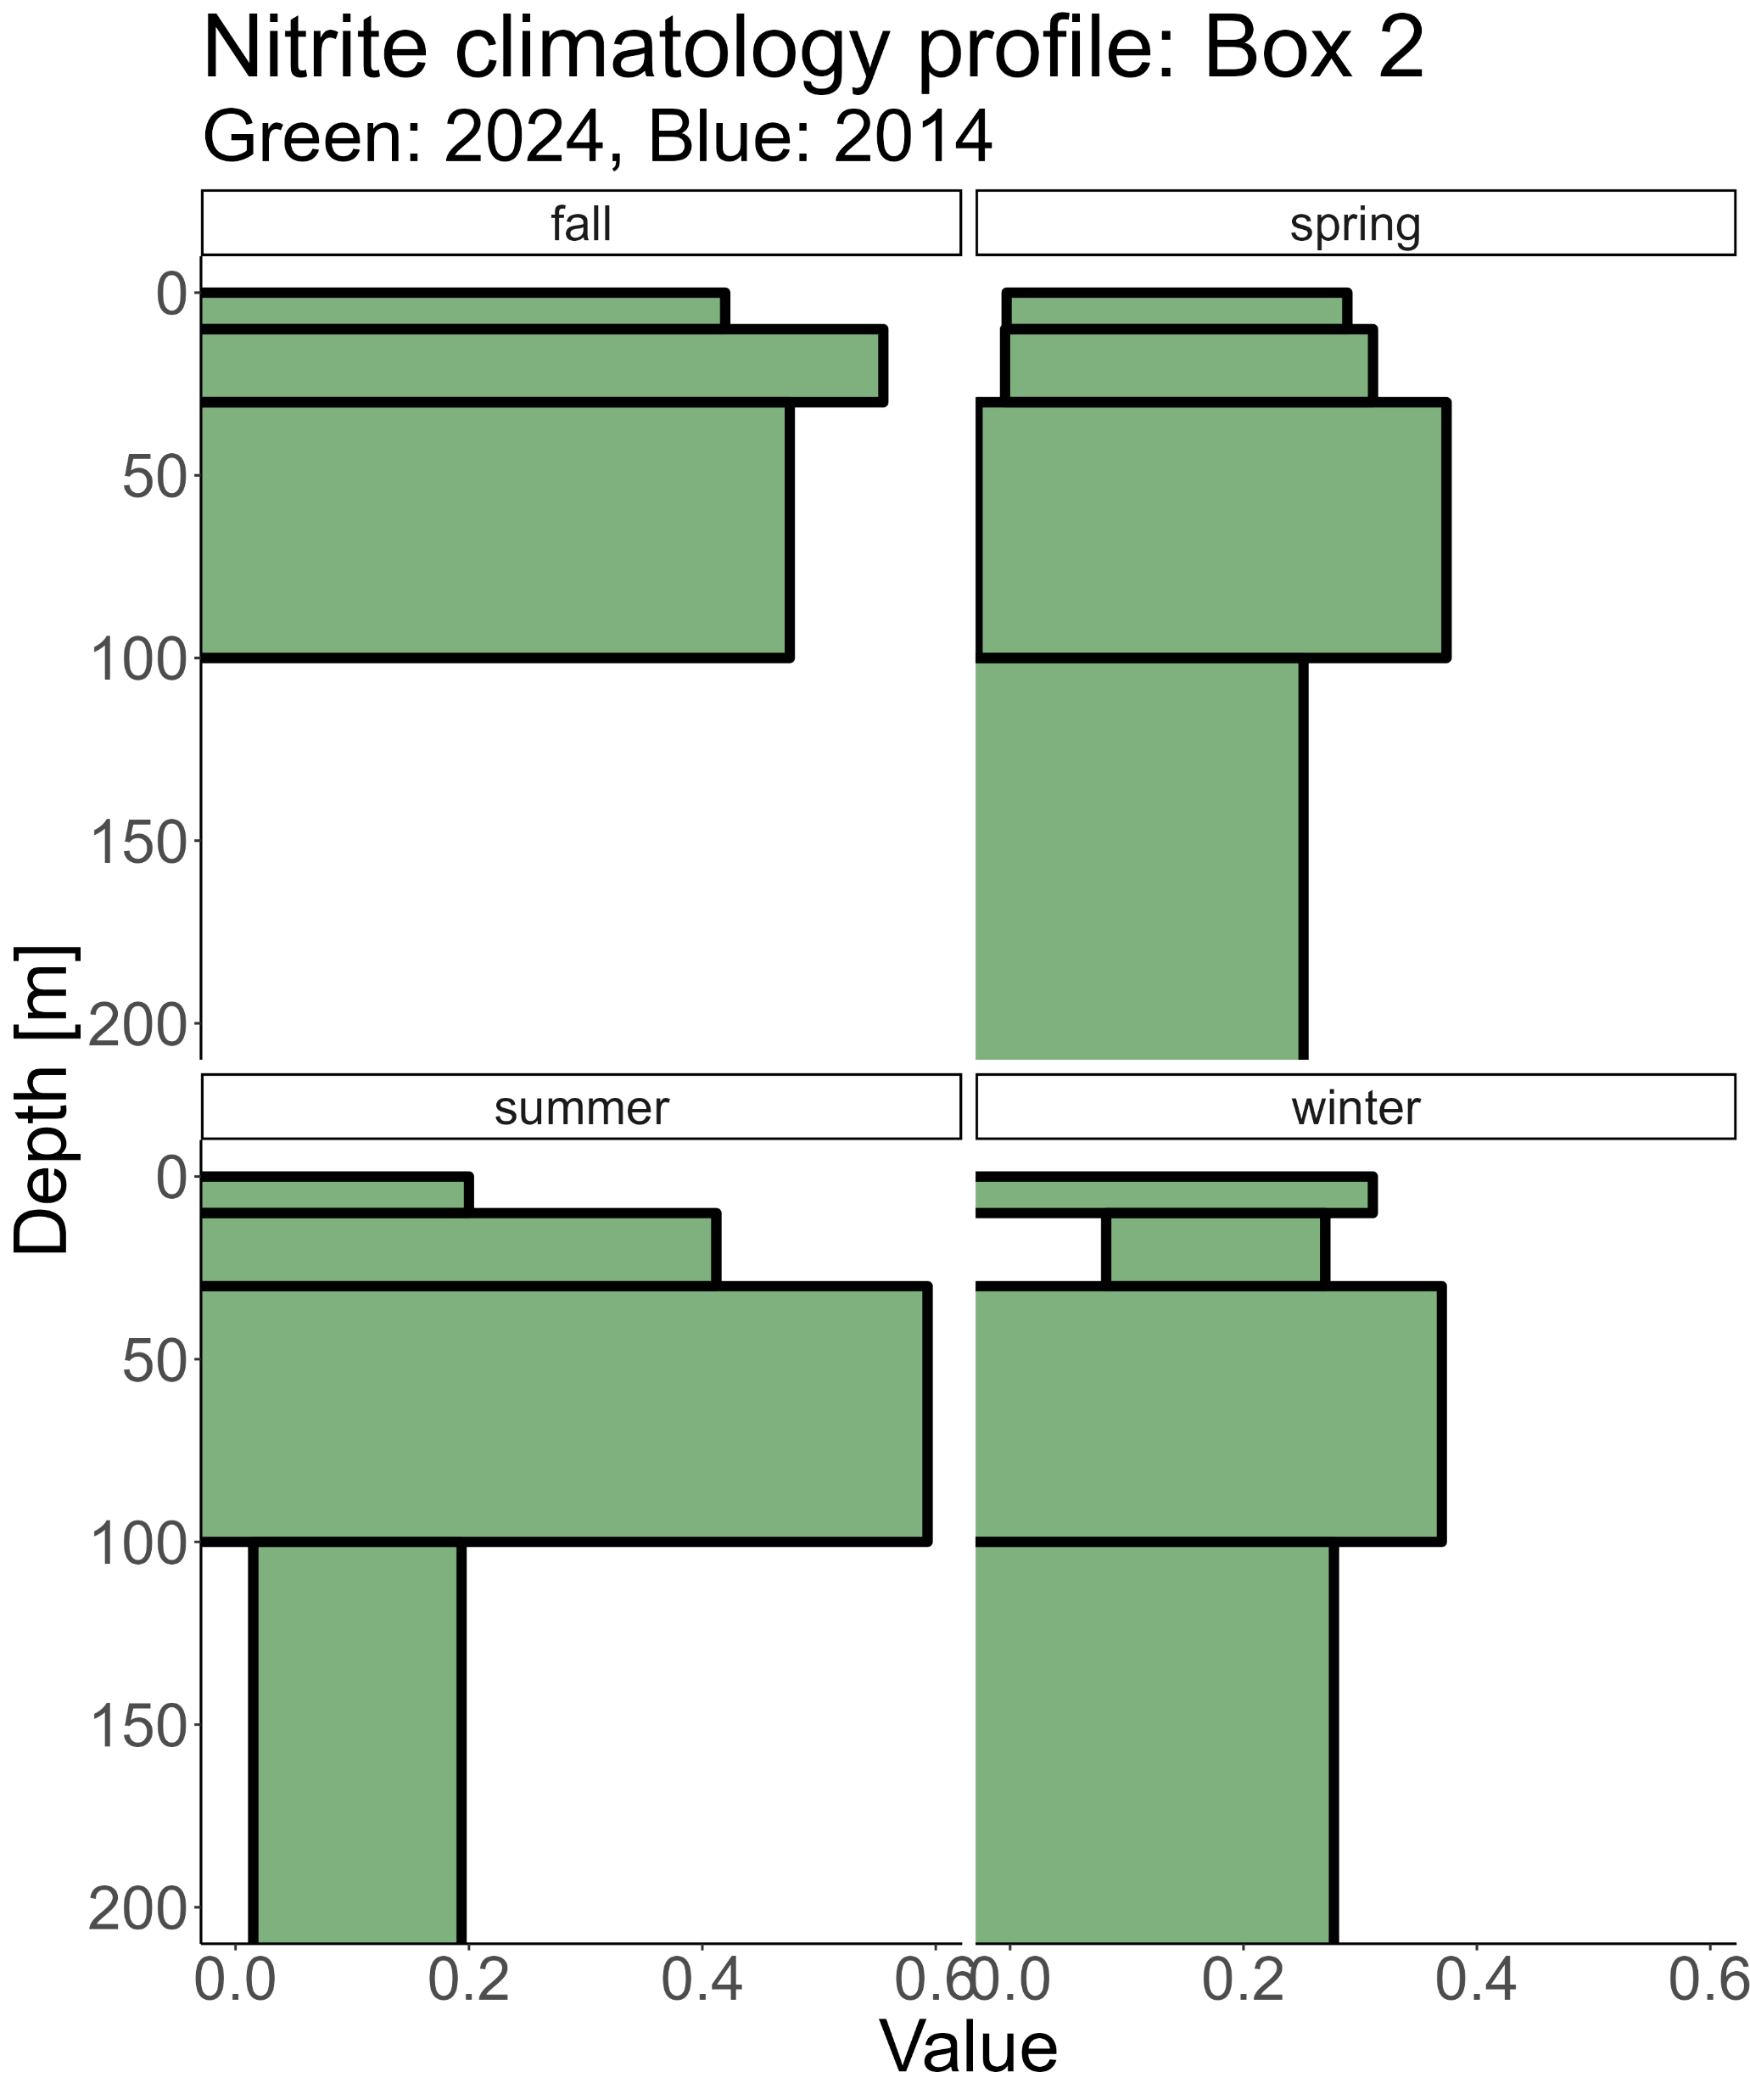 Nitrite climatology profile: Box 2
Green: 2024, Blue: 2014
fall
spring
0
50
100
150
200
Depth [m]
summer
winter
0
50
100
150
200
0.0 0.2 0.4 0.6 0.0 0.2 0.4 0.6
Value